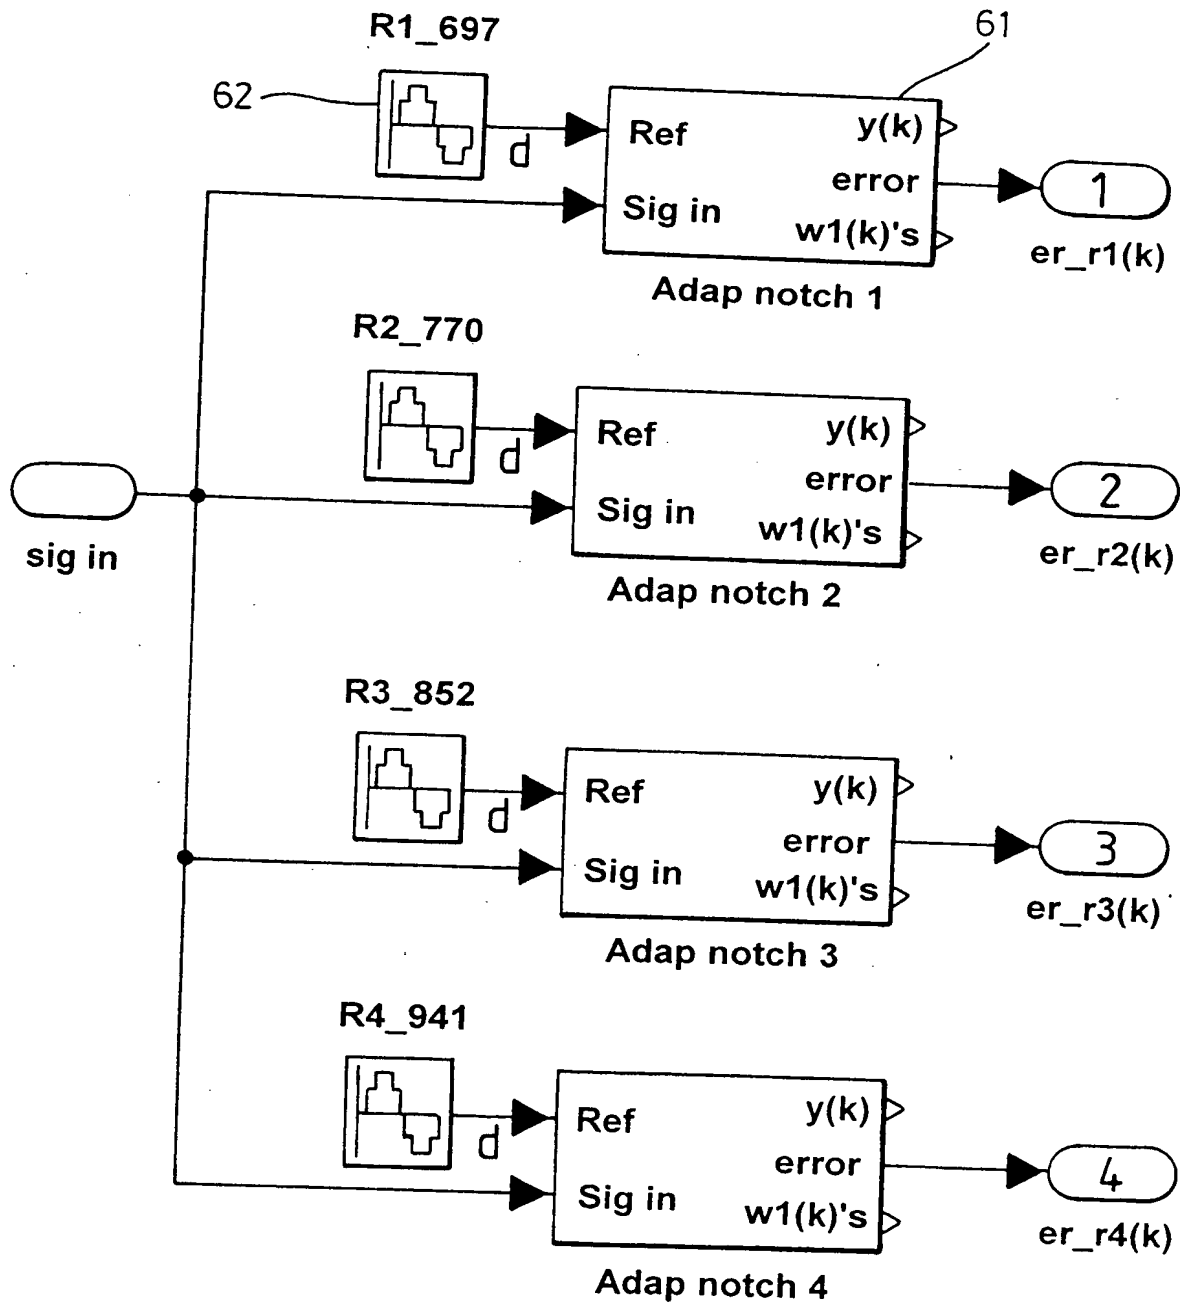 R1_697
61
62
d
Ref
y(k)
error
Sig in
w1(k)'s
1
er_r1(k)
Adap notch 1
R2_770
d
Ref
y(k)
error
Sig in
w1(k)'s
2
er_r2(k)
Adap notch 2
sig in
R3_852
d
Ref
y(k)
error
Sig in
w1(k)'s
3
er_r3(k)
Adap notch 3
R4_941
d
Ref
y(k)
error
Sig in
w1(k)'s
4
er_r4(k)
Adap notch 4